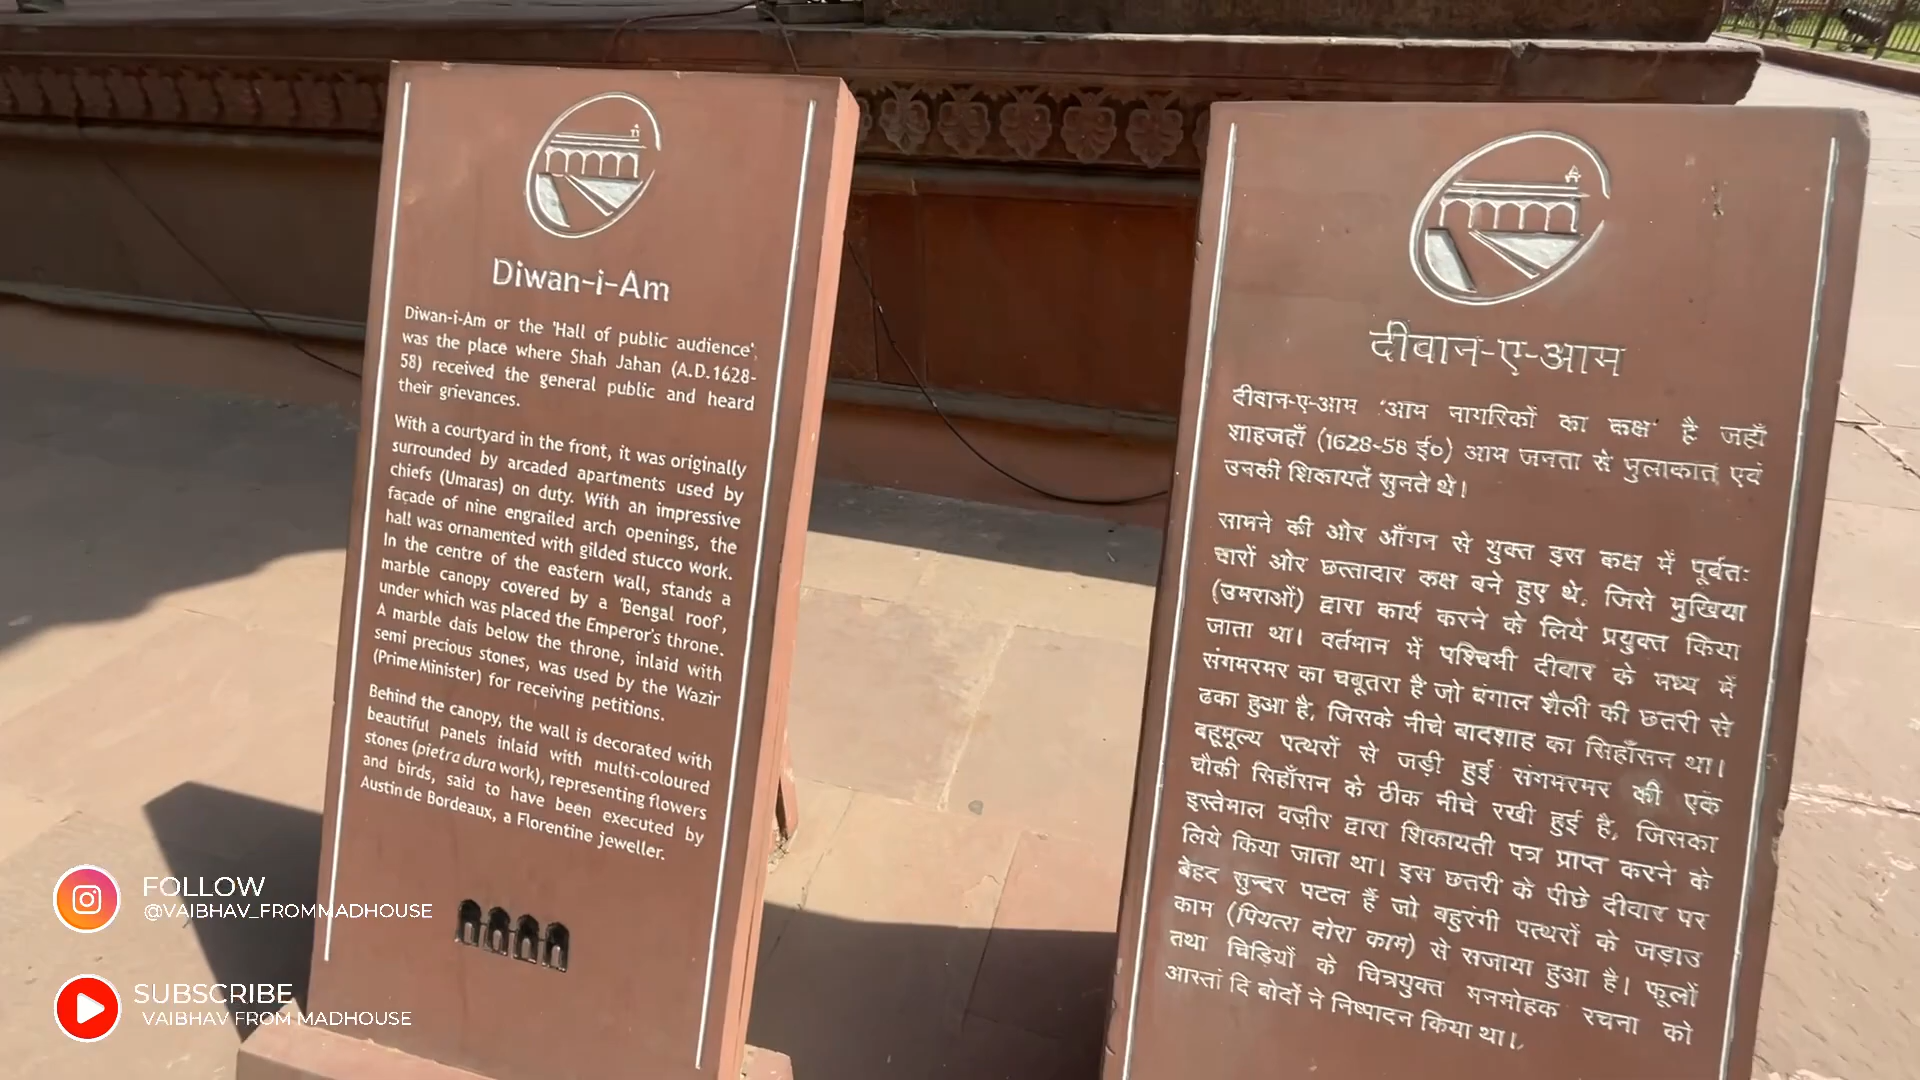 Diwan-i-Am
Diwan-i-Am or the 'Hall of public audience',
was the place where Shah Jahan (A.D.1628-
58) received the general public and heard
their grievances.
With a courtyard in the front, it was originally
surrounded by arcaded apartments used by
chiefs (Umaras) on duty. With an impressive
façade of nine engrailed arch openings, the
hall was ornamented with gilded stucco work.
In the centre of the eastern wall, stands a
marble canopy covered by a 'Bengal roof',
under which was placed the Emperor's throne.
A marble dais below the throne, inlaid with
semi precious stones, was used by the Wazir
(Prime Minister) for receiving petitions.
Behind the canopy, the wall is decorated with
beautiful panels inlaid with multi-coloured
stones (pietra dura work), representing flowers
and birds, said to have been executed by
Austin de Bordeaux, a Florentine jeweller.
दीवान-ए-आम
दीवान-ए-आम 'आम नागरिकों का कक्ष' है जहाँ
शाहजहाँ (1628-58 ई०) आम जनता से मुलाकात एवं
उनकी शिकायतें सुनते थे।
सामने की ओर आँगन से युक्त इस कक्ष में पूर्वतः
चारों ओर छत्तादार कक्ष बने हुए थे, जिसे मुखिया
(उमराओं) द्वारा कार्य करने के लिये प्रयुक्त किया
जाता था। वर्तमान में पश्चिमी दीवार के मध्य में
संगमरमर का चबूतरा है जो बंगाल शैली की छतरी से
ढका हुआ है, जिसके नीचे बादशाह का सिहाँसन था।
बहूमूल्य पत्थरों से जड़ी हुई संगमरमर की एक
चौकी सिहाँसन के ठीक नीचे रखी हुई है, जिसका
इस्तेमाल वज़ीर द्वारा शिकायती पत्र प्राप्त करने के
लिये किया जाता था। इस छतरी के पीछे दीवार पर
बेहद सुन्दर पटल हैं जो बहुरंगी पत्थरों के जड़ाउ
काम (पियत्रा दोरा काम) से सजाया हुआ है। फूलों
तथा चिड़ियों के चित्रयुक्त मनमोहक रचना को
आस्तां दि बोर्दो ने निष्पादन किया था।
FOLLOW
@VAIBHAV_FROMMADHOUSE
SUBSCRIBE
VAIBHAV FROM MADHOUSE